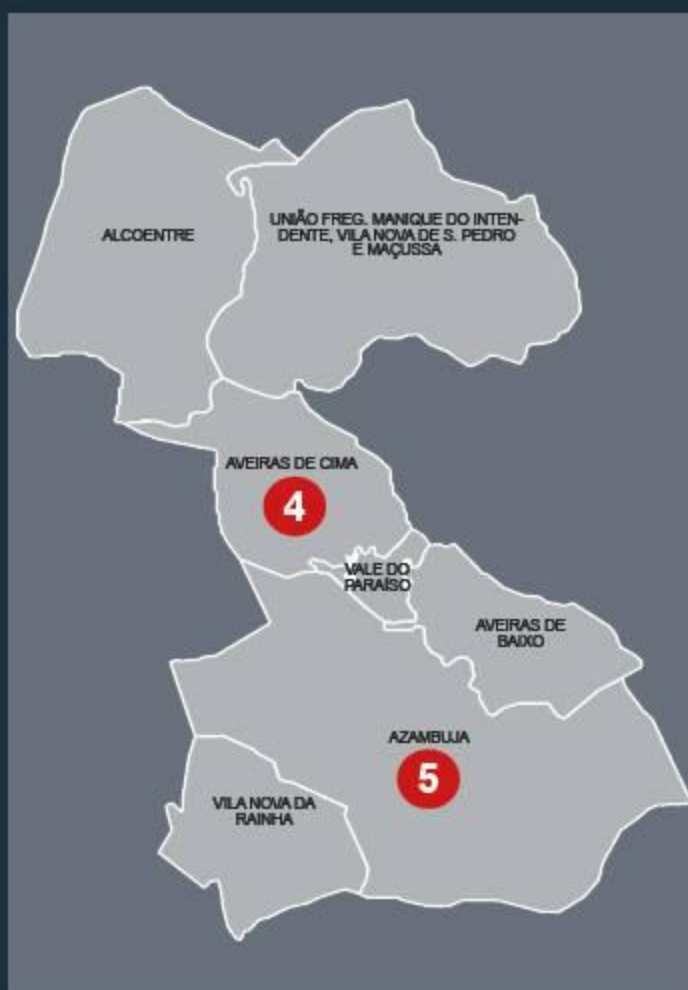 ALCOENTRE
UNIÃO FREG. MANIQUE DO INTEN-
DENTE, VILA NOVA DE S. PEDRO
E MAÇUSSA
AVEIRAS DE CIMA
4
VALE DO
PARAÍSO
AVEIRAS DE
BAIXO
AZAMBUJA
5
VILA NOVA DA
RAINHA